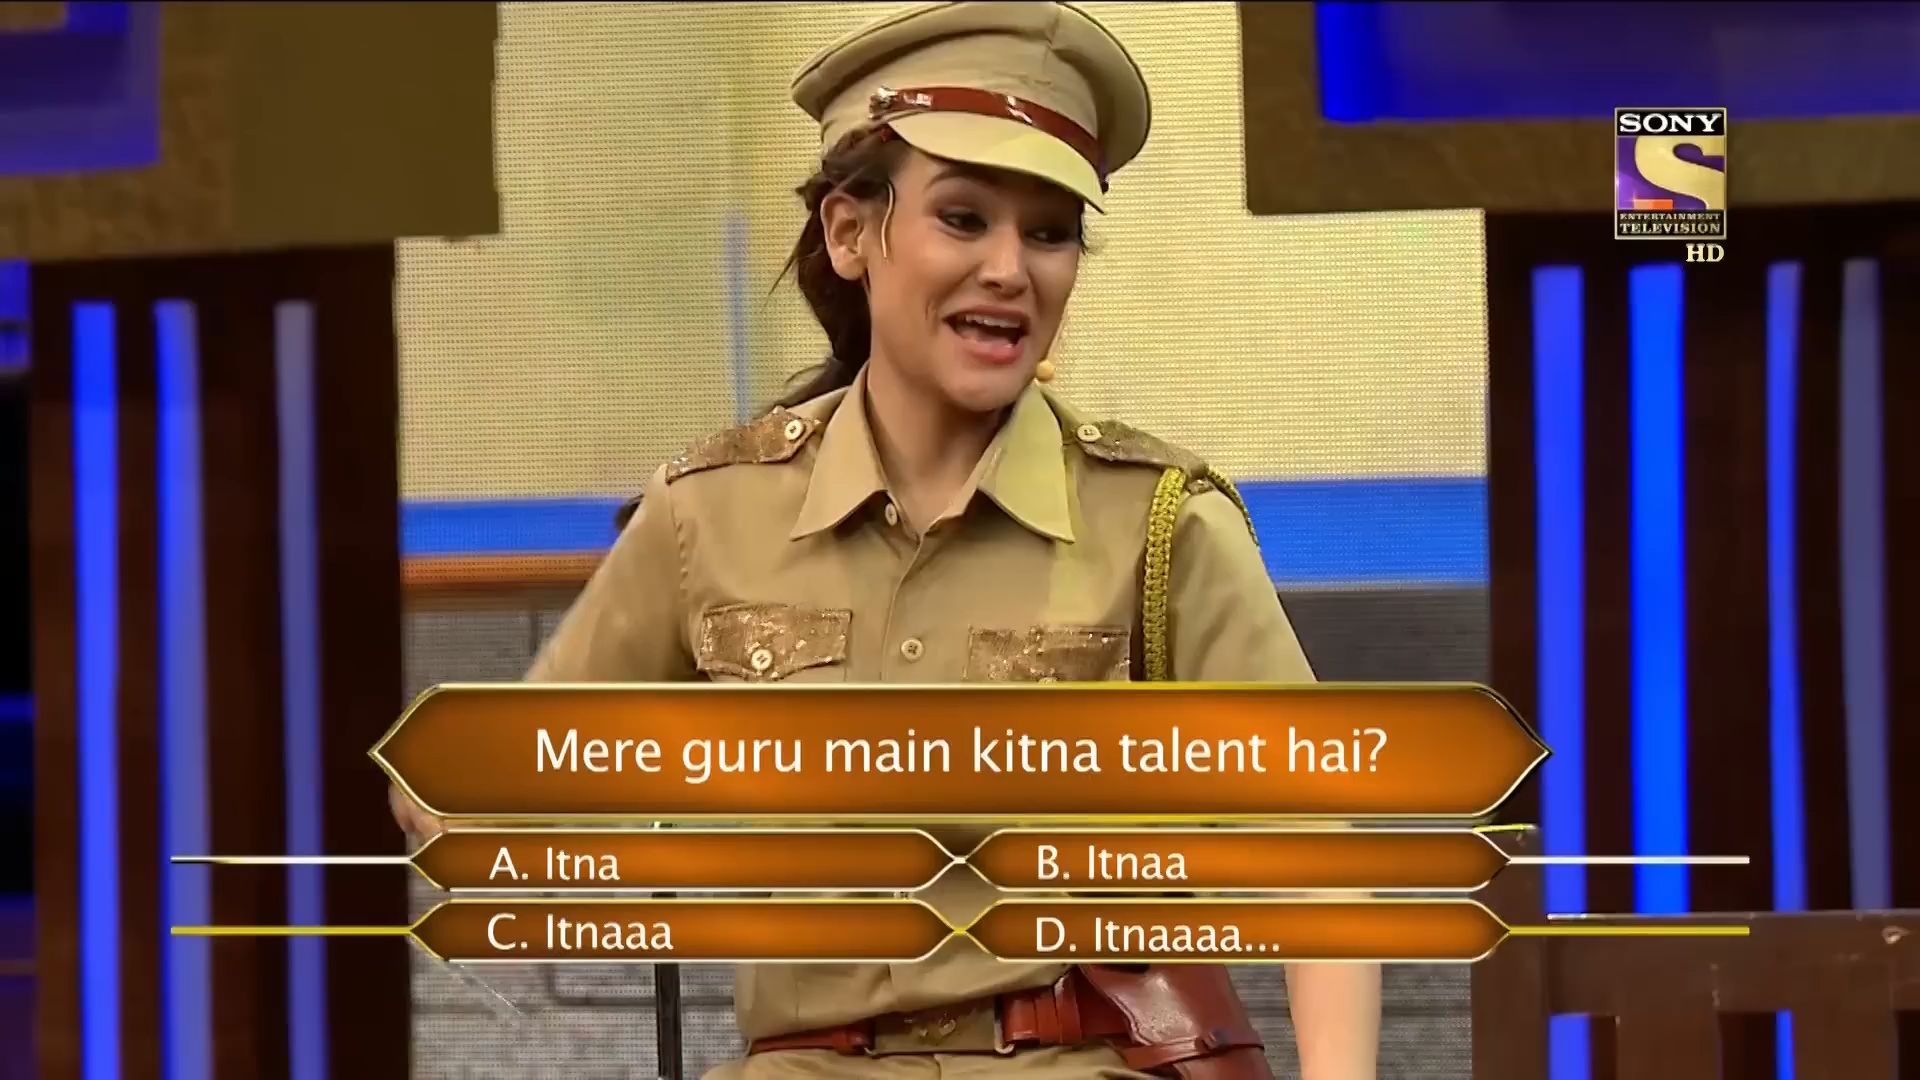 SONY
ENTERTAINMENT
TELEVISION
HD
Mere guru main kitna talent hai?
A. Itna
B. Itnaa
C. Itnaaa
D. Itnaaaa...